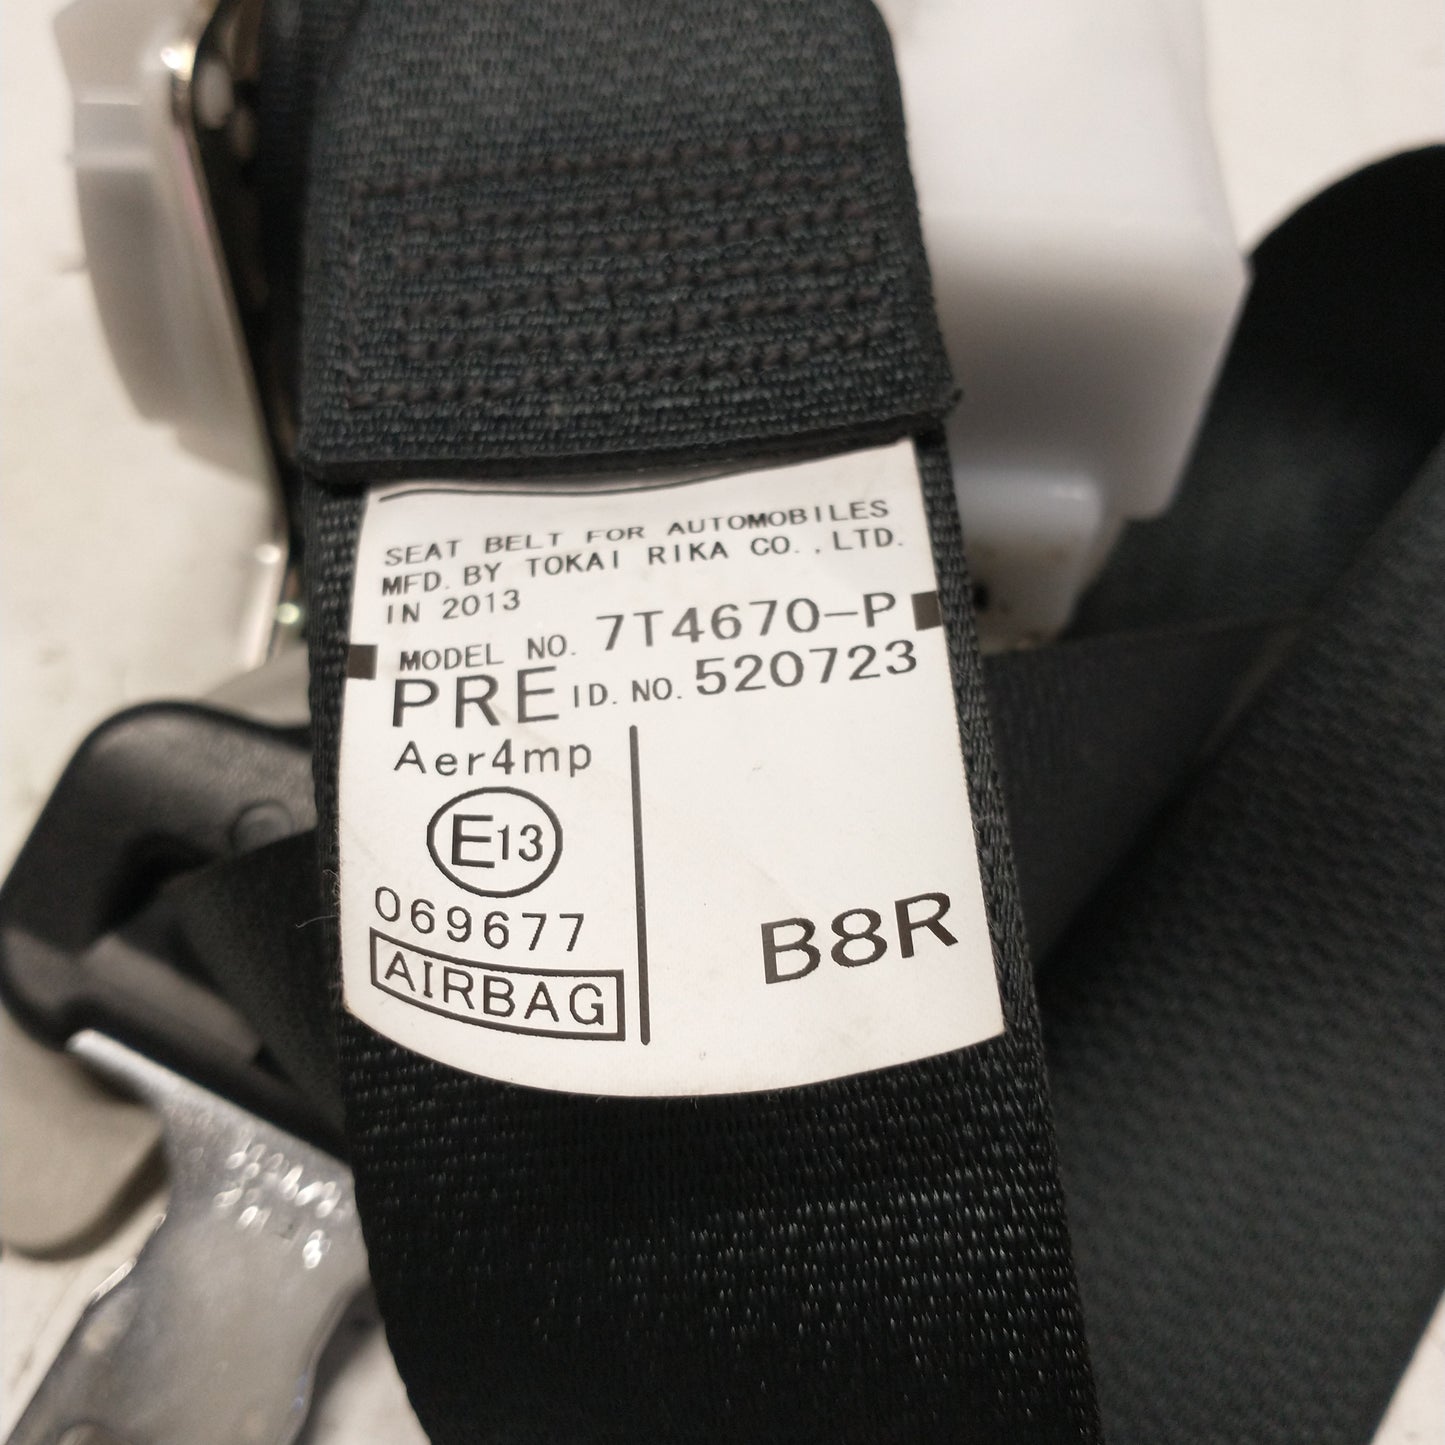 SEAT BELT FOR AUTOMOBILES
MFD. BY TOKAI RIKA CO.,LTD.
IN 2013
MODEL NO. 7T4670-P
PRE ID. NO. 520723
Aer4mp
E13
069677
AIRBAG
B8R